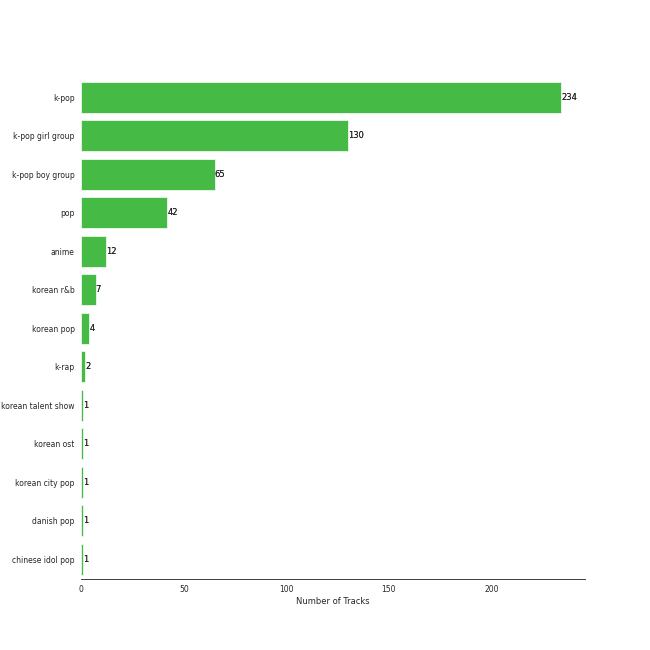 k-pop 234
k-pop girl group 130
k-pop boy group 65
pop 42
anime 12
korean r&b 7
korean pop 4
k-rap 2
korean talent show 1
korean ost 1
korean city pop 1
danish pop 1
chinese idol pop 1
0 50 100 150 200
Number of Tracks